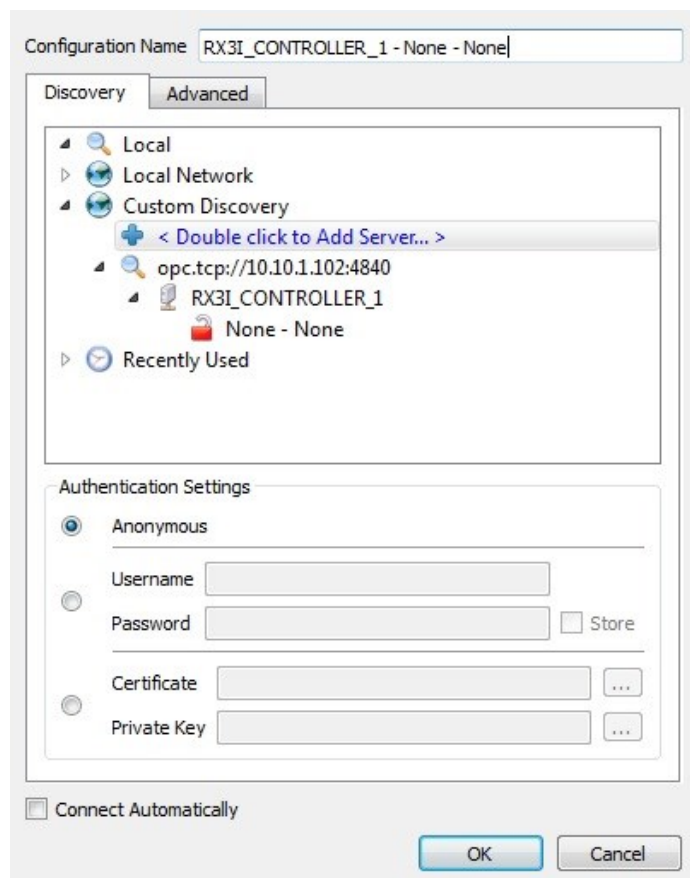 Configuration Name RX3I_CONTROLLER_1 - None - None
Discovery Advanced
Local
Local Network
Custom Discovery
< Double click to Add Server... >
opc.tcp://10.10.1.102:4840
RX3I_CONTROLLER_1
None - None
Recently Used
Authentication Settings
Anonymous
Username
Password Store
Certificate ...
Private Key ...
Connect Automatically
OK Cancel